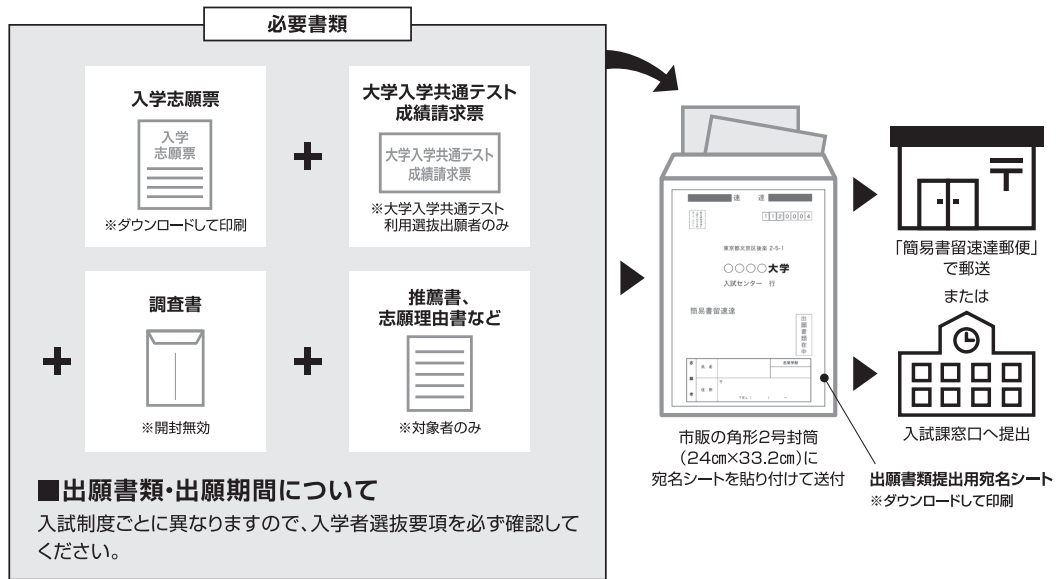 必要書類
入学志願票
入学
志願票
※ダウンロードして印刷
大学入学共通テスト
成績請求票
大学入学共通テスト
成績請求票
※大学入学共通テスト
利用選抜出願者のみ
調査書
※開封無効
推薦書、
志願理由書など
※対象者のみ
■出願書類・出願期間について
入試制度ごとに異なりますので、入学者選抜要項を必ず確認して
ください。
速 達
1120004
東京都文京区後楽 2-5-1
○○○○大学
入試センター 行
簡易書留速達
出願書類在中
志願者
氏名
志望学部
住所
〒
市販の角形2号封筒
(24㎝×33.2㎝)に
宛名シートを貼り付けて送付
〒
「簡易書留速達郵便」
で郵送
または
入試課窓口へ提出
出願書類提出用宛名シート
※ダウンロードして印刷